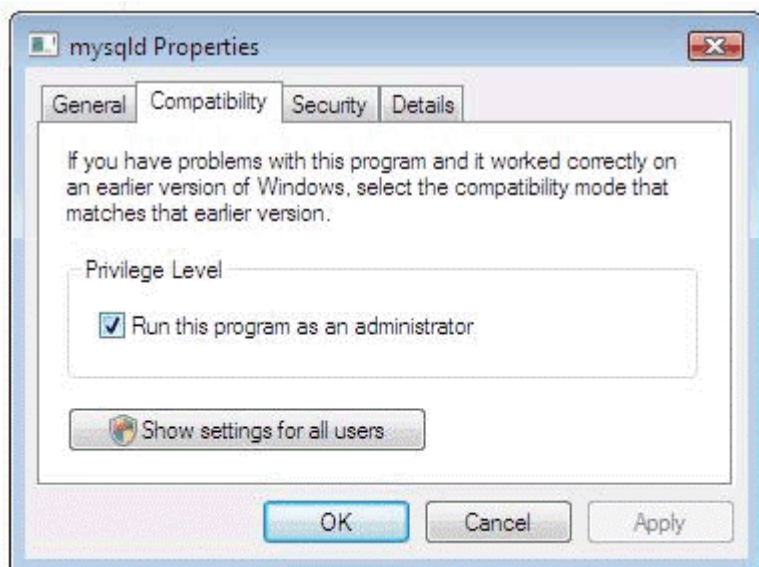 mysqld Properties
General Compatibility Security Details
If you have problems with this program and it worked correctly on
an earlier version of Windows, select the compatibility mode that
matches that earlier version.
Privilege Level
Run this program as an administrator
Show settings for all users
OK Cancel Apply